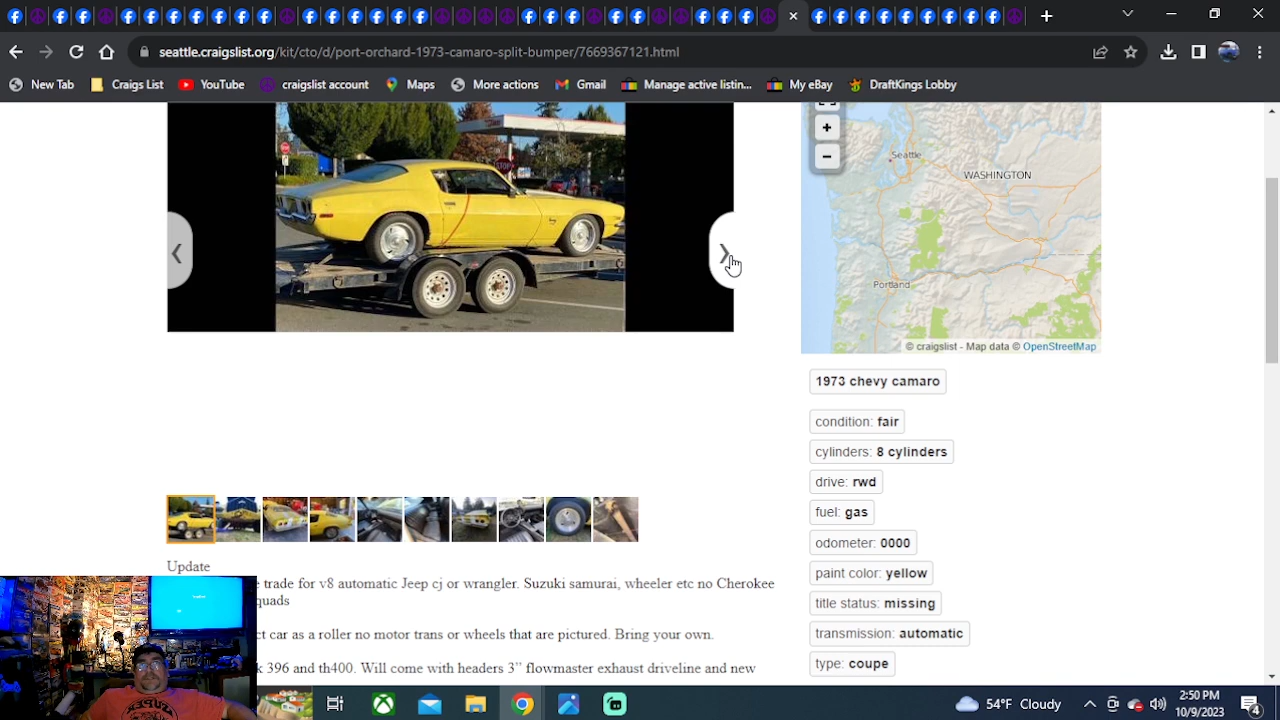 seattle.craigslist.org/kit/cto/d/port-orchard-1973-camaro-split-bumper/7669367121.html
New Tab
Craigs List
YouTube
craigslist account
Maps
More actions
Gmail
Manage active listin...
My eBay
DraftKings Lobby
STOP
+
−
Seattle
WASHINGTON
Portland
© craigslist - Map data © OpenStreetMap
1973 chevy camaro
condition: fair
cylinders: 8 cylinders
drive: rwd
fuel: gas
odometer: 0000
paint color: yellow
title status: missing
transmission: automatic
type: coupe
Update
trade for v8 automatic Jeep cj or wrangler. Suzuki samurai, wheeler etc no Cherokee
quads
car as a roller no motor trans or wheels that are pictured. Bring your own.
396 and th400. Will come with headers 3” flowmaster exhaust driveline and new
54°F Cloudy
2:50 PM
10/9/2023
4